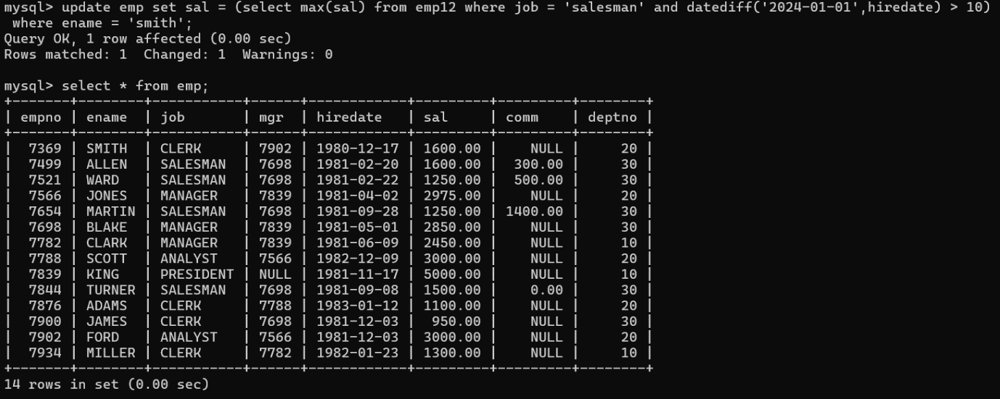 mysql> update emp set sal = (select max(sal) from emp12 where job = 'salesman' and datediff('2024-01-01',hiredate) > 10)
 where ename = 'smith';
Query OK, 1 row affected (0.00 sec)
Rows matched: 1  Changed: 1  Warnings: 0

mysql> select * from emp;
+-------+--------+-----------+------+------------+---------+---------+--------+
| empno | ename  | job       | mgr  | hiredate   | sal     | comm    | deptno |
+-------+--------+-----------+------+------------+---------+---------+--------+
|  7369 | SMITH  | CLERK     | 7902 | 1980-12-17 | 1600.00 |    NULL |     20 |
|  7499 | ALLEN  | SALESMAN  | 7698 | 1981-02-20 | 1600.00 |  300.00 |     30 |
|  7521 | WARD   | SALESMAN  | 7698 | 1981-02-22 | 1250.00 |  500.00 |     30 |
|  7566 | JONES  | MANAGER   | 7839 | 1981-04-02 | 2975.00 |    NULL |     20 |
|  7654 | MARTIN | SALESMAN  | 7698 | 1981-09-28 | 1250.00 | 1400.00 |     30 |
|  7698 | BLAKE  | MANAGER   | 7839 | 1981-05-01 | 2850.00 |    NULL |     30 |
|  7782 | CLARK  | MANAGER   | 7839 | 1981-06-09 | 2450.00 |    NULL |     10 |
|  7788 | SCOTT  | ANALYST   | 7566 | 1982-12-09 | 3000.00 |    NULL |     20 |
|  7839 | KING   | PRESIDENT | NULL | 1981-11-17 | 5000.00 |    NULL |     10 |
|  7844 | TURNER | SALESMAN  | 7698 | 1981-09-08 | 1500.00 |    0.00 |     30 |
|  7876 | ADAMS  | CLERK     | 7788 | 1983-01-12 | 1100.00 |    NULL |     20 |
|  7900 | JAMES  | CLERK     | 7698 | 1981-12-03 |  950.00 |    NULL |     30 |
|  7902 | FORD   | ANALYST   | 7566 | 1981-12-03 | 3000.00 |    NULL |     20 |
|  7934 | MILLER | CLERK     | 7782 | 1982-01-23 | 1300.00 |    NULL |     10 |
+-------+--------+-----------+------+------------+---------+---------+--------+
14 rows in set (0.00 sec)